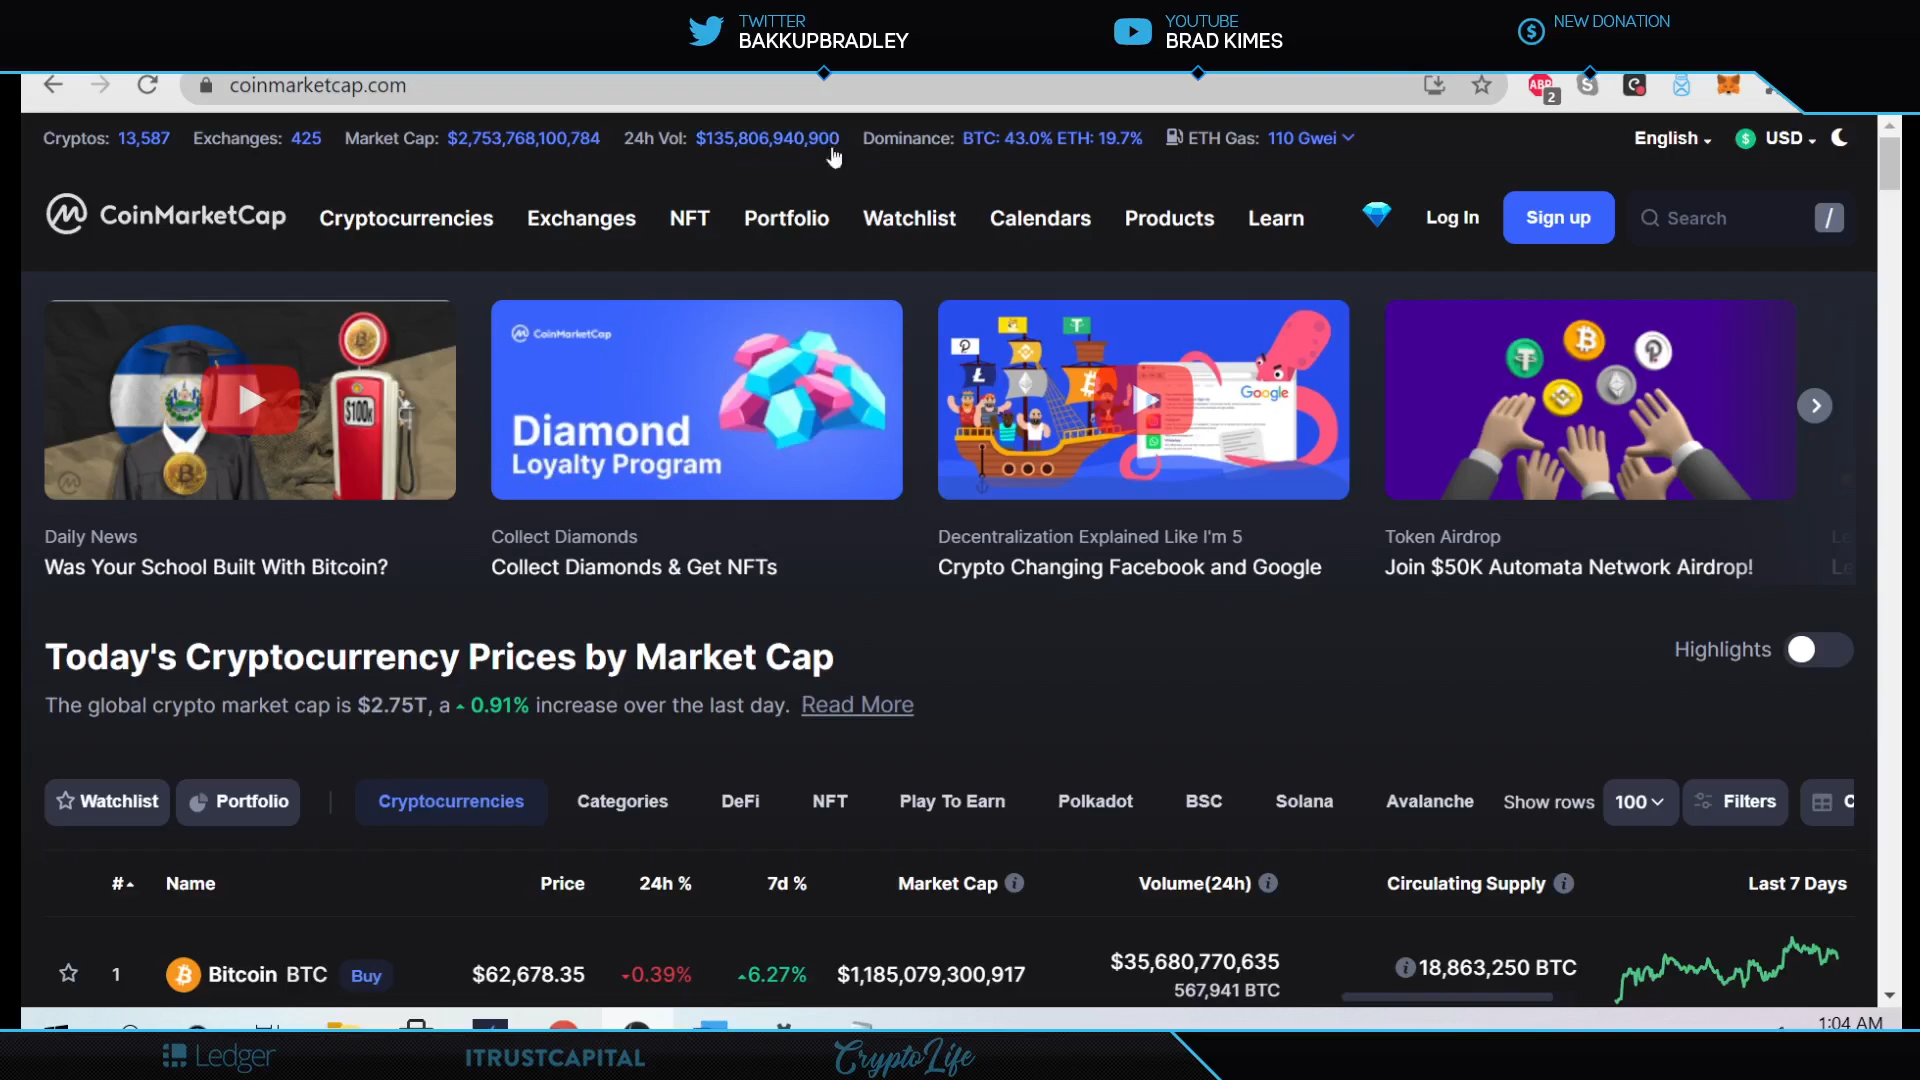 TWITTER
BAKKUPBRADLEY
YOUTUBE
BRAD KIMES
NEW DONATION
coinmarketcap.com
ABP
2
Cryptos: 13,587 Exchanges: 425 Market Cap: $2,753,768,100,784 24h Vol: $135,806,940,900 Dominance: BTC: 43.0% ETH: 19.7% ETH Gas: 110 Gwei
English USD
CoinMarketCap Cryptocurrencies Exchanges NFT Portfolio Watchlist Calendars Products Learn Log In Sign up Search /
$100K
CoinMarketCap
Diamond
Loyalty Program
Google
Daily News
Was Your School Built With Bitcoin?
Collect Diamonds
Collect Diamonds & Get NFTs
Decentralization Explained Like I'm 5
Crypto Changing Facebook and Google
Token Airdrop
Join $50K Automata Network Airdrop!
Today's Cryptocurrency Prices by Market Cap
Highlights
The global crypto market cap is $2.75T, a 0.91% increase over the last day. Read More
Watchlist Portfolio Cryptocurrencies Categories DeFi NFT Play To Earn Polkadot BSC Solana Avalanche Show rows 100 Filters
# Name Price 24h % 7d % Market Cap Volume(24h) Circulating Supply Last 7 Days
1 Bitcoin BTC Buy $62,678.35 0.39% 6.27% $1,185,079,300,917 $35,680,770,635 18,863,250 BTC
567,941 BTC
1:04 AM
Ledger
ITRUSTCAPITAL
CryptoLife